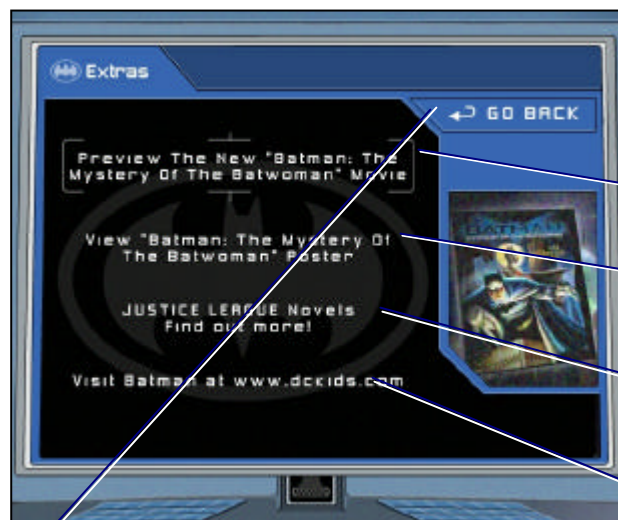 Extras
GO BACK
Preview The New "Batman: The
Mystery Of The Batwoman" Movie
View "Batman: The Mystery Of
The Batwoman" Poster
JUSTICE LEAGUE Novels
Find out more!
Visit Batman at www.dckids.com
BATMAN